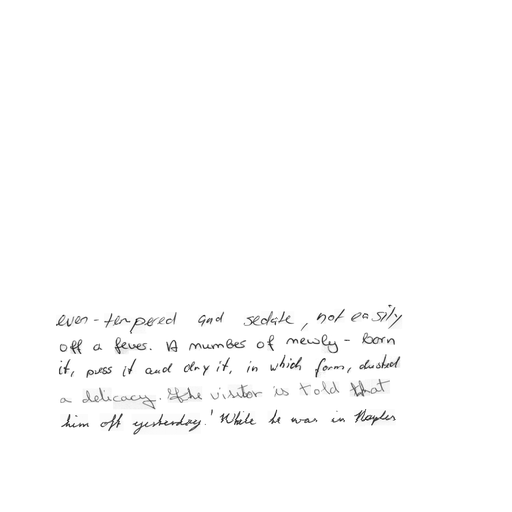 even-tempered and sedate, not easily
off a fever. A number of newly-born
it, press it and dry it, in which form, dusted
a delicacy. The visitor is told that
him off yesterday.' While he was in Naples